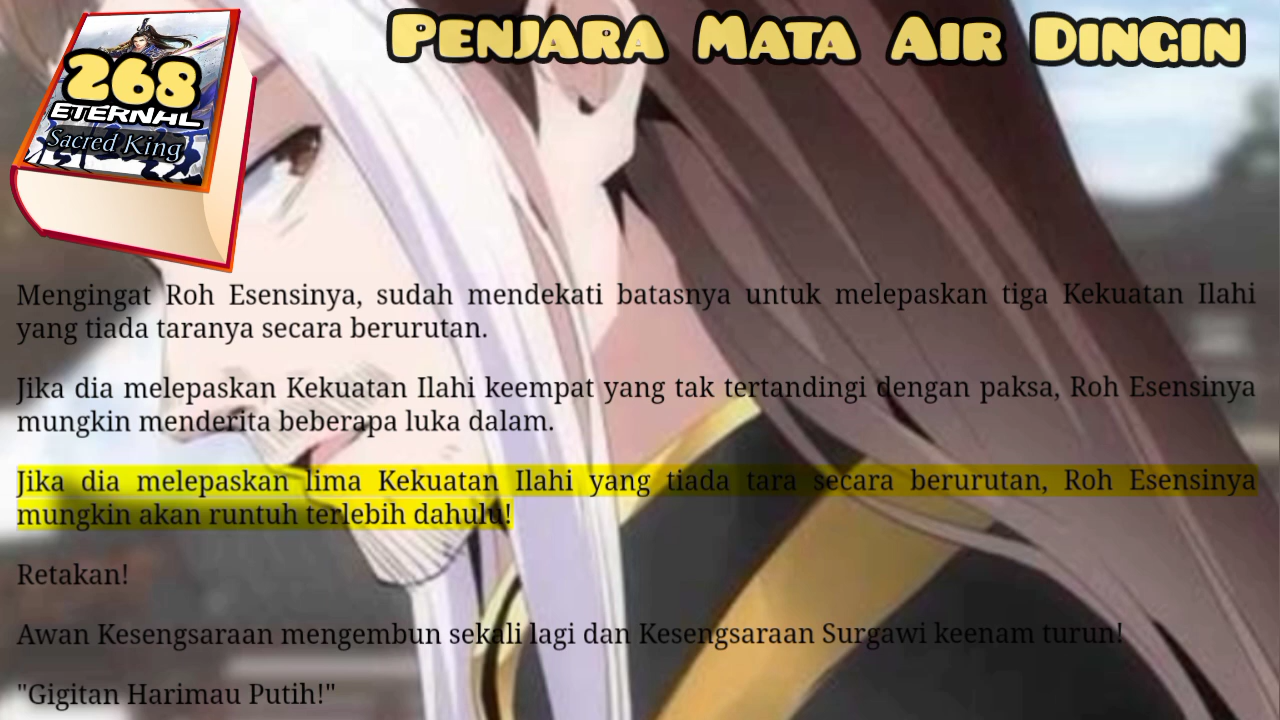 Penjara Mata Air Dingin
268
ETERNAL
Sacred King
Mengingat Roh Esensinya, sudah mendekati batasnya untuk melepaskan tiga Kekuatan Ilahi
yang tiada taranya secara berurutan.
Jika dia melepaskan Kekuatan Ilahi keempat yang tak tertandingi dengan paksa, Roh Esensinya
mungkin menderita beberapa luka dalam.
Jika dia melepaskan lima Kekuatan Ilahi yang tiada tara secara berurutan, Roh Esensinya
mungkin akan runtuh terlebih dahulu!
Retakan!
Awan Kesengsaraan mengembun sekali lagi dan Kesengsaraan Surgawi keenam turun!
"Gigitan Harimau Putih!"